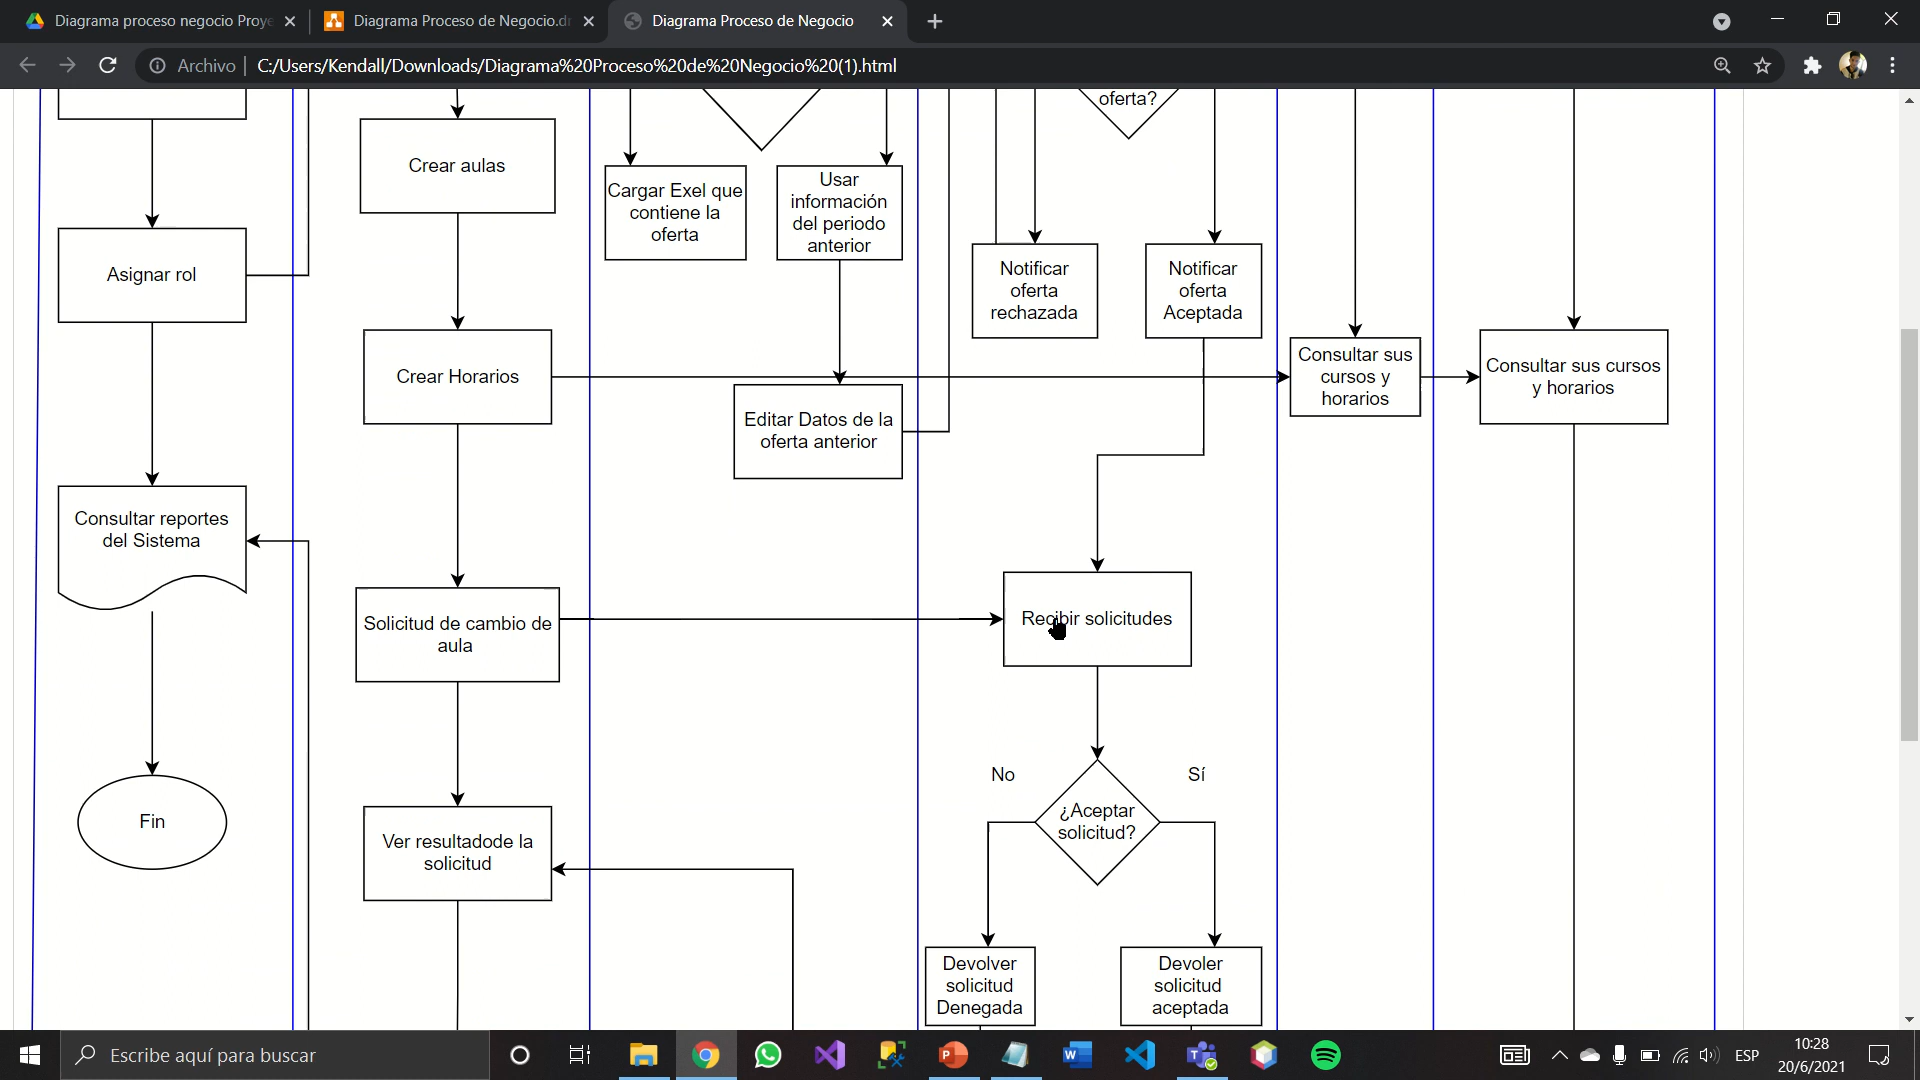 Diagrama proceso negocio Proye
Diagrama Proceso de Negocio.dr
Diagrama Proceso de Negocio
Archivo
C:/Users/Kendall/Downloads/Diagrama%20Proceso%20de%20Negocio%20(1).html
oferta?
Crear aulas
Cargar Exel que
contiene la
oferta
Usar
información
del periodo
anterior
Asignar rol
Notificar
oferta
rechazada
Notificar
oferta
Aceptada
Crear Horarios
Consultar sus
cursos y
horarios
Consultar sus cursos
y horarios
Editar Datos de la
oferta anterior
Consultar reportes
del Sistema
Solicitud de cambio de
aula
Recibir solicitudes
No
Sí
¿Aceptar
solicitud?
Fin
Ver resultadode la
solicitud
Devolver
solicitud
Denegada
Devoler
solicitud
aceptada
Escribe aquí para buscar
ESP
10:28
20/6/2021